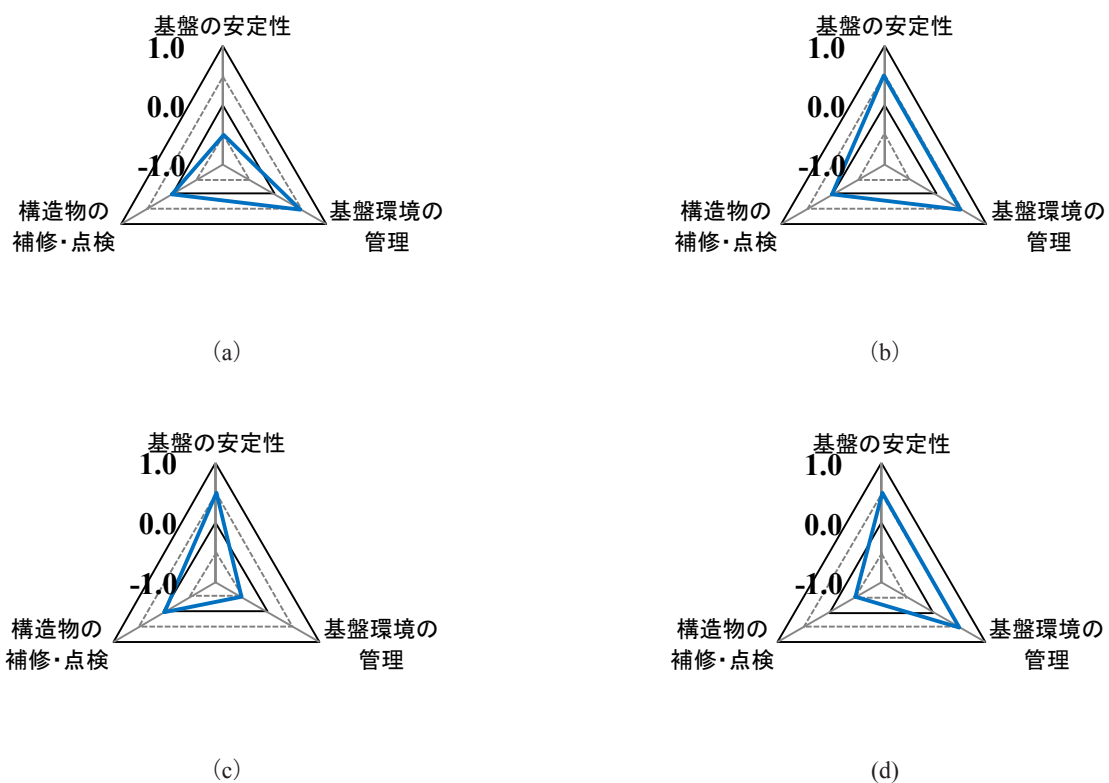 基盤の安定性
1.0
0.0
-1.0
構造物の
補修・点検
基盤環境の
管理
(a)
基盤の安定性
1.0
0.0
-1.0
構造物の
補修・点検
基盤環境の
管理
(b)
基盤の安定性
1.0
0.0
-1.0
構造物の
補修・点検
基盤環境の
管理
(c)
基盤の安定性
1.0
0.0
-1.0
構造物の
補修・点検
基盤環境の
管理
(d)